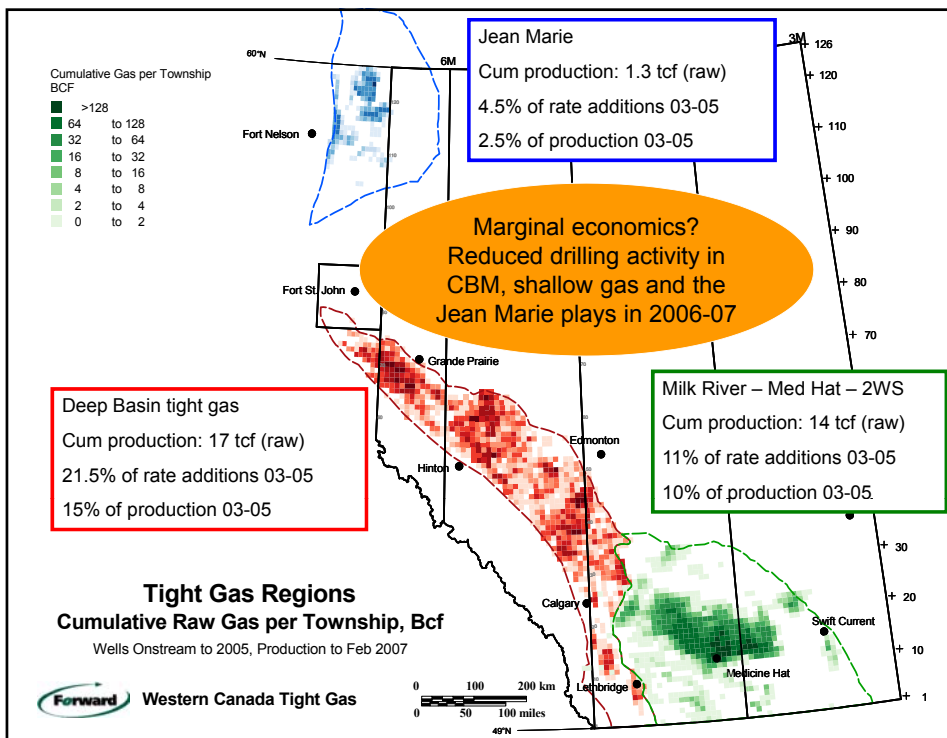 60°N
6M
3M
126
120
110
100
90
80
70
30
20
10
1
Cumulative Gas per Township
BCF
>128
64 to 128
32 to 64
16 to 32
8 to 16
4 to 8
2 to 4
0 to 2
Jean Marie
Cum production: 1.3 tcf (raw)
4.5% of rate additions 03-05
2.5% of production 03-05
Fort Nelson
Marginal economics?
Reduced drilling activity in
CBM, shallow gas and the
Jean Marie plays in 2006-07
Fort St. John
Grande Prairie
Deep Basin tight gas
Cum production: 17 tcf (raw)
21.5% of rate additions 03-05
15% of production 03-05
Hinton
Edmonton
Milk River – Med Hat – 2WS
Cum production: 14 tcf (raw)
11% of rate additions 03-05
10% of production 03-05
Calgary
Swift Current
Medicine Hat
Lethbridge
Tight Gas Regions
Cumulative Raw Gas per Township, Bcf
Wells Onstream to 2005, Production to Feb 2007
Forward
Western Canada Tight Gas
0 100 200 km
0 50 100 miles
49°N